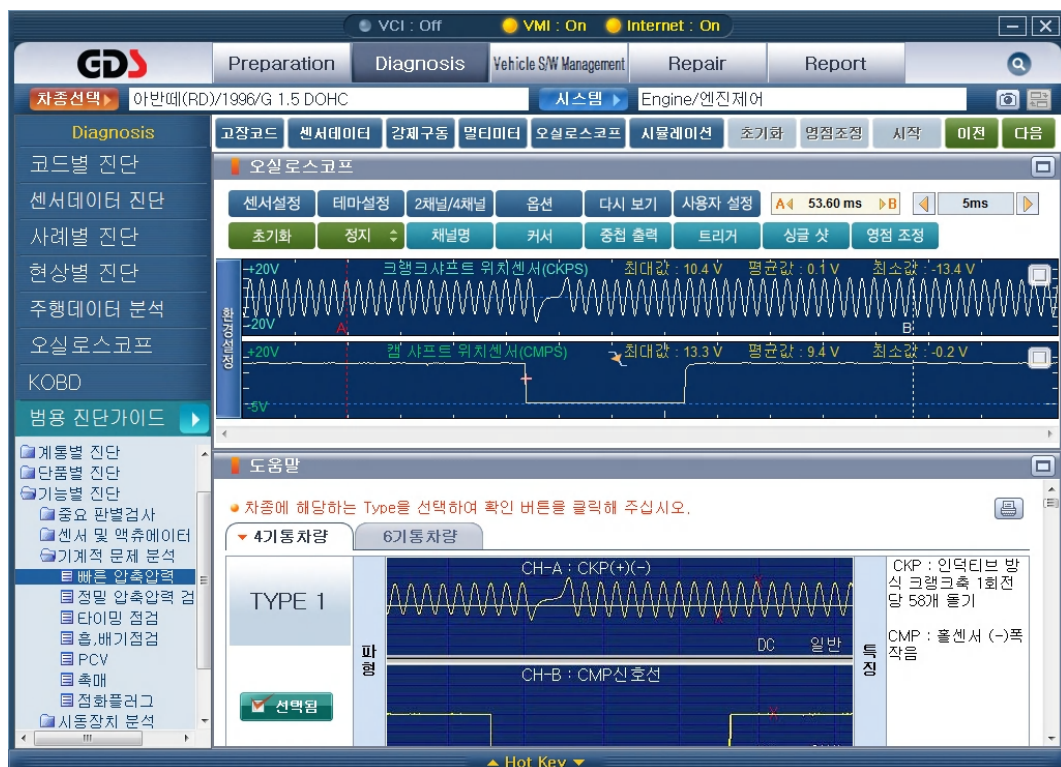 VCI : Off VMI : On Internet : On
GDS Preparation Diagnosis Vehicle S/W Management Repair Report
차종선택 아반떼(RD)/1996/G 1.5 DOHC 시스템 Engine/엔진제어
Diagnosis
코드별 진단
센서데이터 진단
사례별 진단
현상별 진단
주행데이터 분석
오실로스코프
KOBD
범용 진단가이드
계통별 진단
단품별 진단
기능별 진단
중요 판별검사
센서 및 액츄에이터
기계적 문제 분석
빠른 압축압력
정밀 압축압력 검
타이밍 점검
흡,배기점검
PCV
촉매
점화플러그
시동장치 분석
고장코드 센서데이터 강제구동 멀티미터 오실로스코프 시뮬레이션 초기화 영점조정 시작 이전 다음
오실로스코프
센서설정 테마설정 2채널/4채널 옵션 다시 보기 사용자 설정 A 53.60 ms B 5ms
초기화 정지 채널명 커서 중첩 출력 트리거 싱글 샷 영점 조정
환경설정
+20V 크랭크샤프트 위치센서(CKPS) 최대값 : 10.4 V 평균값 : 0.1 V 최소값 : -13.4 V
-20V A B
+20V 캠 샤프트 위치센서(CMPS) 최대값 : 13.3 V 평균값 : 9.4 V 최소값 : -0.2 V
-5V
도움말
차종에 해당하는 Type을 선택하여 확인 버튼을 클릭해 주십시오.
4기통차량 6기통차량
TYPE 1
선택됨
파형
CH-A : CKP(+)(-)
DC 일반
CH-B : CMP신호선
특징
CKP : 인덕티브 방
식 크랭크축 1회전
당 58개 돌기
CMP : 홀센서 (-)폭
작음
Hot Key